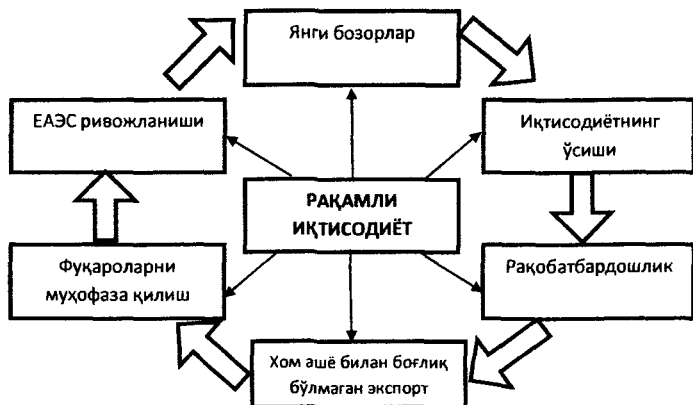 Янги бозорлар
ЕАЭС ривожланиши
Иқтисодиётнинг
ўсиши
РАҚАМЛИ
ИҚТИСОДИЁТ
Фуқароларни
муҳофаза қилиш
Рақобатбардошлик
Хом ашё билан боғлиқ
бўлмаган экспорт